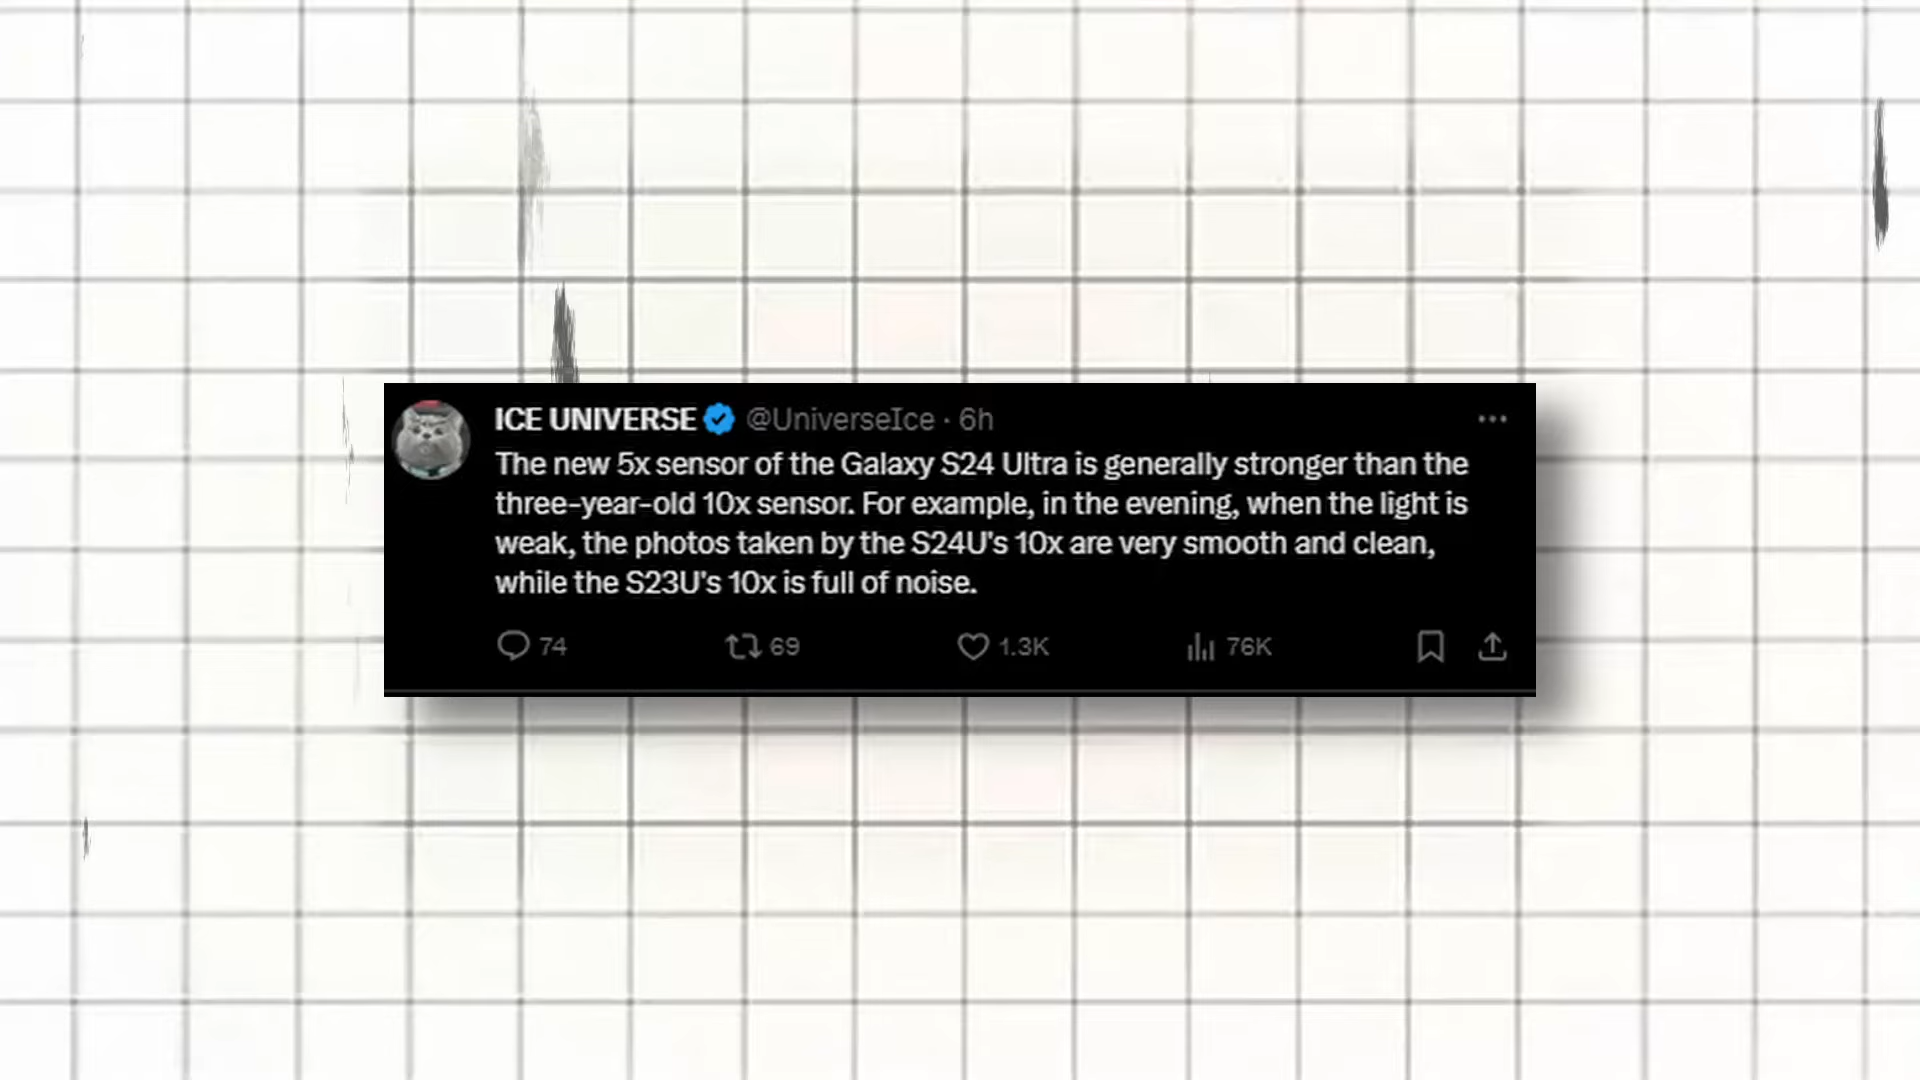 ICE UNIVERSE @UniverseIce · 6h
The new 5x sensor of the Galaxy S24 Ultra is generally stronger than the
three-year-old 10x sensor. For example, in the evening, when the light is
weak, the photos taken by the S24U's 10x are very smooth and clean,
while the S23U's 10x is full of noise.
74 69 1.3K 76K